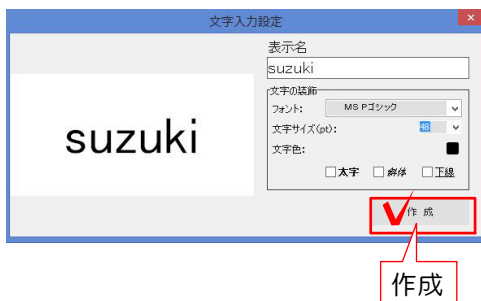 文字入力設定
表示名
suzuki
文字の装飾
フォント: MS Pゴシック
文字サイズ(pt): 48
文字色:
太字 斜体 下線
suzuki
作成
作成